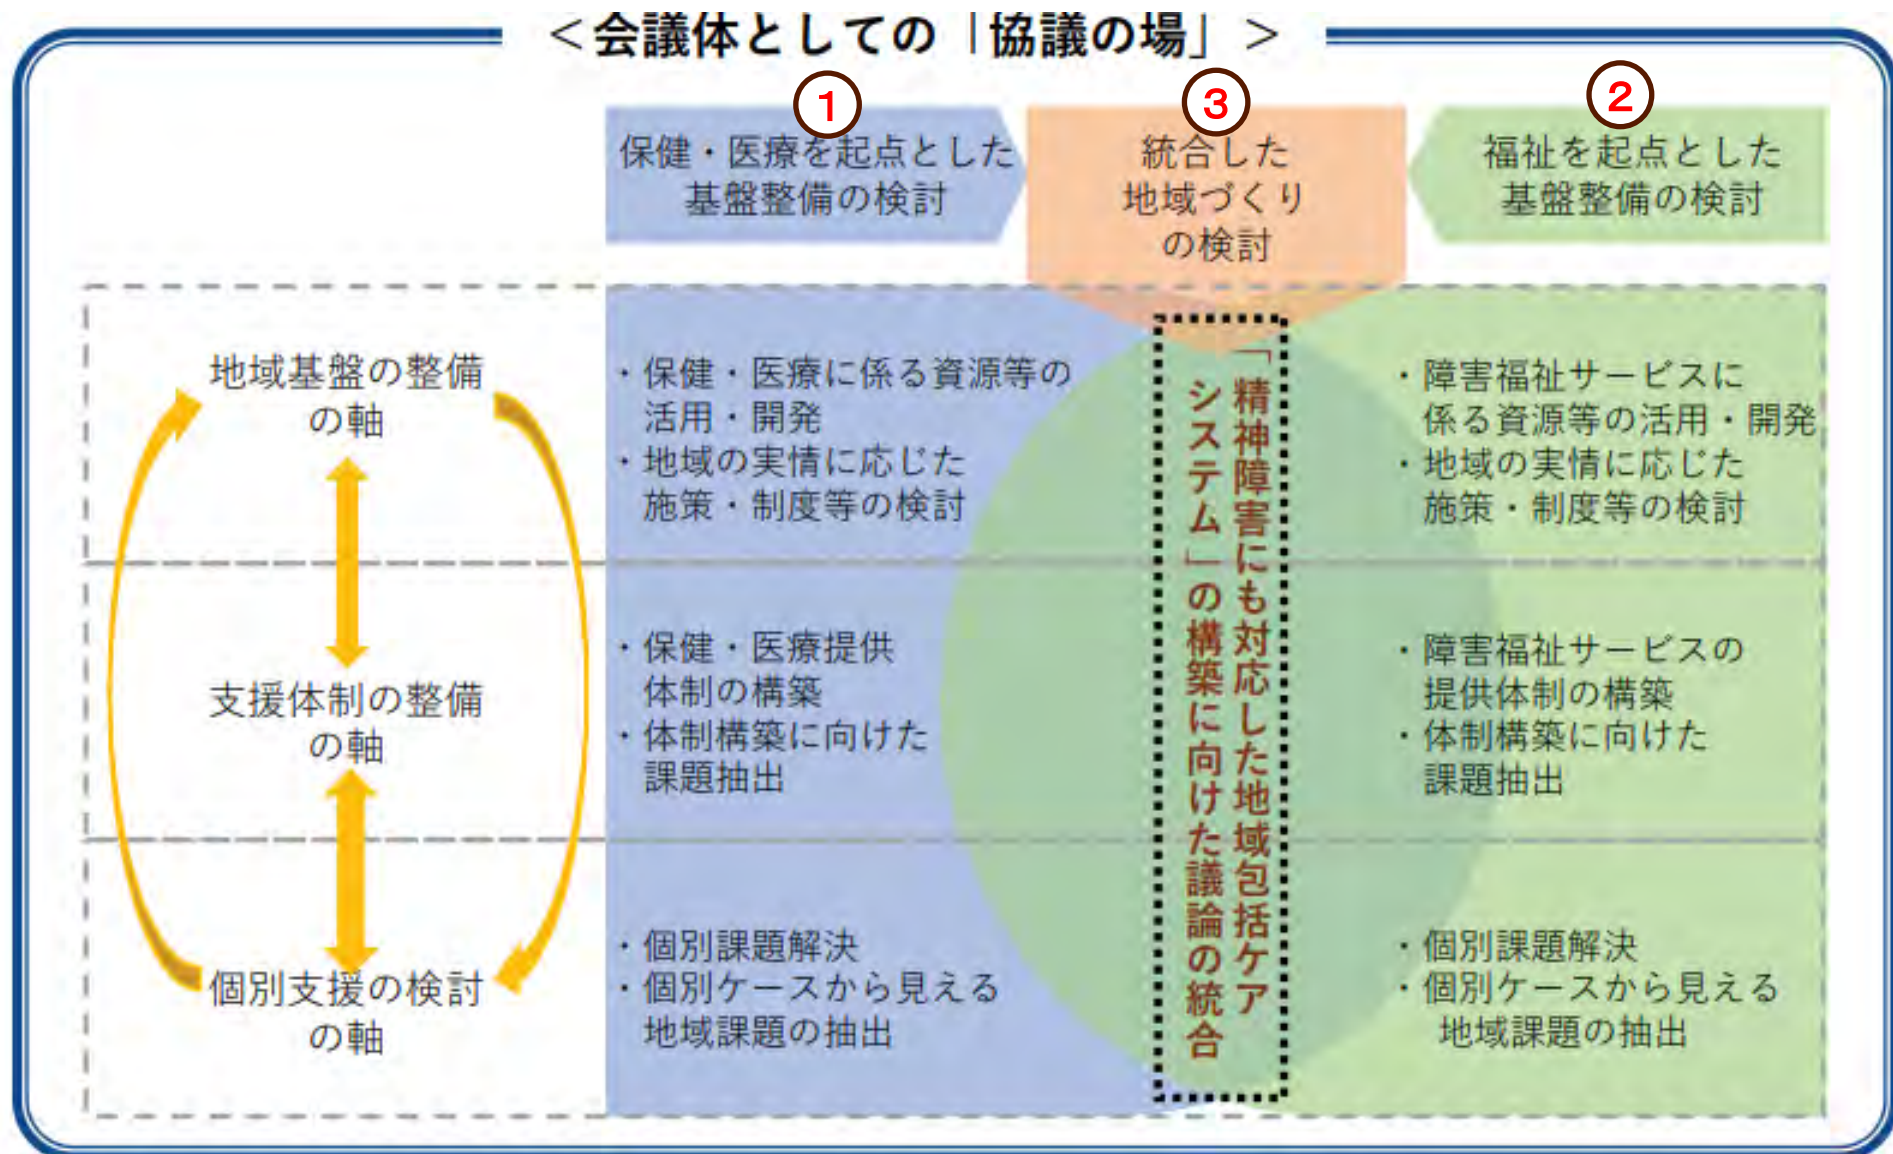 ＜会議体としての「協議の場」＞
①
保健・医療を起点とした
基盤整備の検討
③
統合した
地域づくり
の検討
②
福祉を起点とした
基盤整備の検討
地域基盤の整備
の軸
・保健・医療に係る資源等の
活用・開発
・地域の実情に応じた
施策・制度等の検討
・障害福祉サービスに
係る資源等の活用・開発
・地域の実情に応じた
施策・制度等の検討
支援体制の整備
の軸
・保健・医療提供
体制の構築
・体制構築に向けた
課題抽出
・障害福祉サービスの
提供体制の構築
・体制構築に向けた
課題抽出
個別支援の検討
の軸
・個別課題解決
・個別ケースから見える
地域課題の抽出
・個別課題解決
・個別ケースから見える
地域課題の抽出
「精神障害にも対応した地域包括ケア
システム」の構築に向けた議論の統合